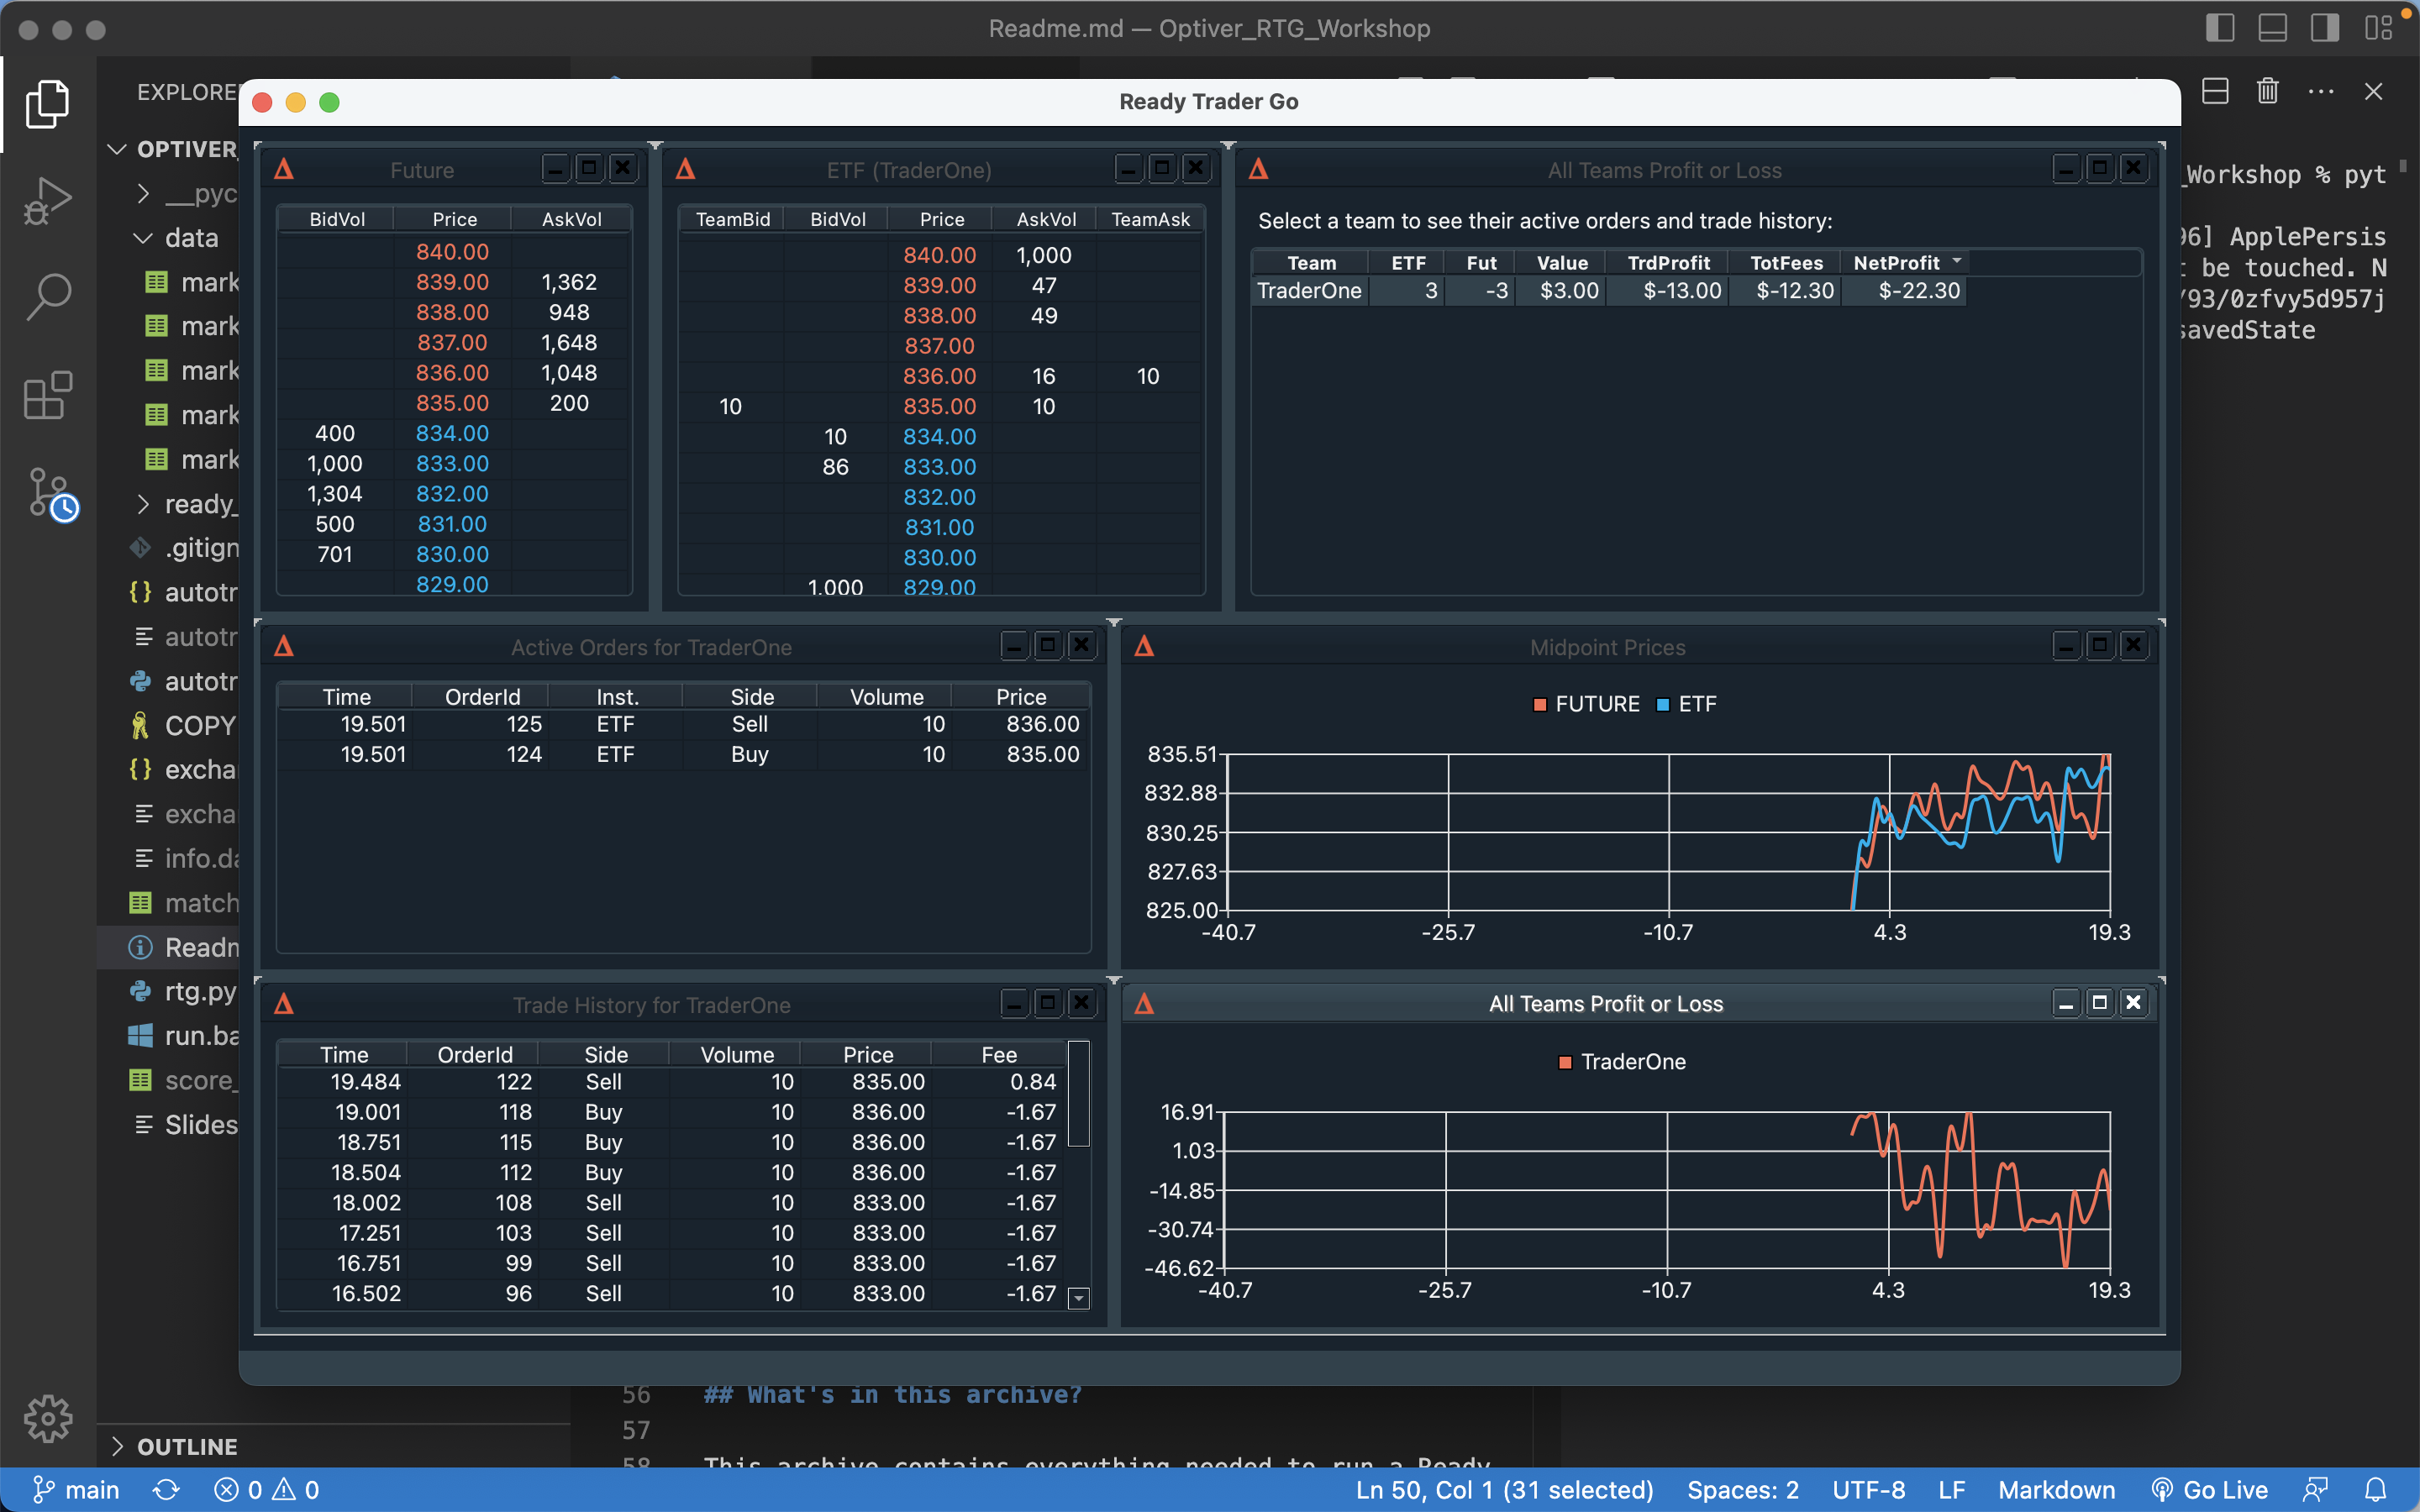 Readme.md — Optiver_RTG_Workshop
EXPLORE
OPTIVER_
__pyc
data
mark
mark
mark
mark
mark
ready_
.gitign
autotr
autotr
autotr
COPY
excha
excha
info.da
match
Readm
rtg.py
run.ba
score_
Slides
OUTLINE
Ready Trader Go
Future
BidVol Price AskVol
840.00
839.00 1,362
838.00 948
837.00 1,648
836.00 1,048
835.00 200
400 834.00
1,000 833.00
1,304 832.00
500 831.00
701 830.00
829.00
ETF (TraderOne)
TeamBid BidVol Price AskVol TeamAsk
840.00 1,000
839.00 47
838.00 49
837.00
836.00 16 10
10 835.00 10
10 834.00
86 833.00
832.00
831.00
830.00
1,000 829.00
All Teams Profit or Loss
Select a team to see their active orders and trade history:
Team ETF Fut Value TrdProfit TotFees NetProfit
TraderOne 3 -3 $3.00 $-13.00 $-12.30 $-22.30
_Workshop % pyt
96] ApplePersis
t be touched. N
/93/0zfvy5d957j
savedState
Active Orders for TraderOne
Time OrderId Inst. Side Volume Price
19.501 125 ETF Sell 10 836.00
19.501 124 ETF Buy 10 835.00
Midpoint Prices
FUTURE ETF
835.51
832.88
830.25
827.63
825.00
-40.7 -25.7 -10.7 4.3 19.3
Trade History for TraderOne
Time OrderId Side Volume Price Fee
19.484 122 Sell 10 835.00 0.84
19.001 118 Buy 10 836.00 -1.67
18.751 115 Buy 10 836.00 -1.67
18.504 112 Buy 10 836.00 -1.67
18.002 108 Sell 10 833.00 -1.67
17.251 103 Sell 10 833.00 -1.67
16.751 99 Sell 10 833.00 -1.67
16.502 96 Sell 10 833.00 -1.67
All Teams Profit or Loss
TraderOne
16.91
1.03
-14.85
-30.74
-46.62
-40.7 -25.7 -10.7 4.3 19.3
56 ## What's in this archive?
57
58 This archive contains everything needed to run a Ready
main 0 0 Ln 50, Col 1 (31 selected) Spaces: 2 UTF-8 LF Markdown Go Live